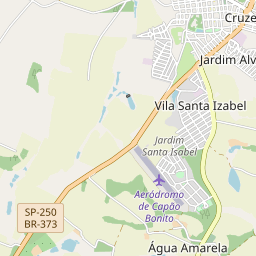 Cruze
Jardim Alv
Vila Santa Izabel
Jardim
Santa Isabel
Aeródromo
de Capão
Bonito
SP-250
BR-373
Água Amarela